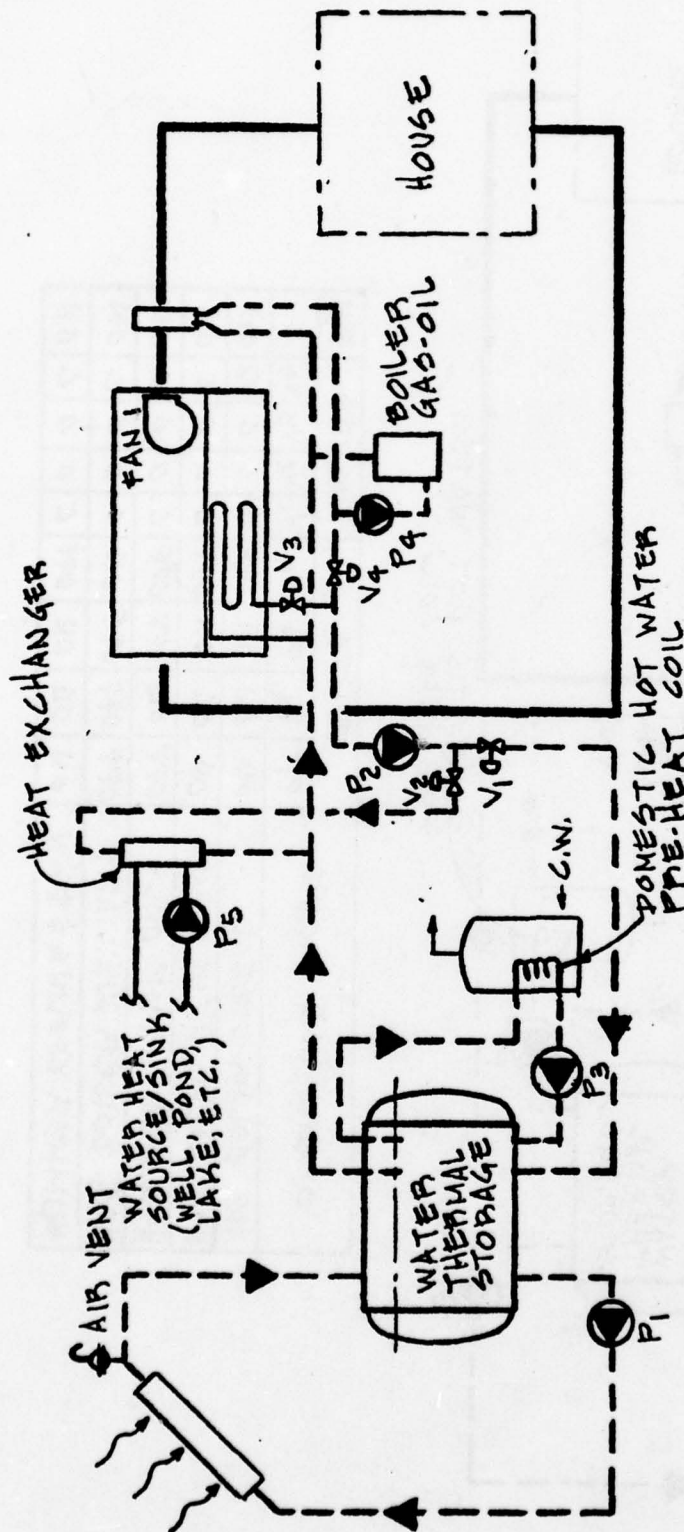 AIR VENT
WATER HEAT
SOURCE/SINK
(WELL, POND,
LAKE, ETC.)
HEAT EXCHANGER
P5
FAN 1
V3
V4
P4
BOILER
GAS-OIL
HOUSE
P2
V2
V1
WATER
THERMAL
STORAGE
P3
C.W.
DOMESTIC HOT WATER
PRE-HEAT COIL
P1